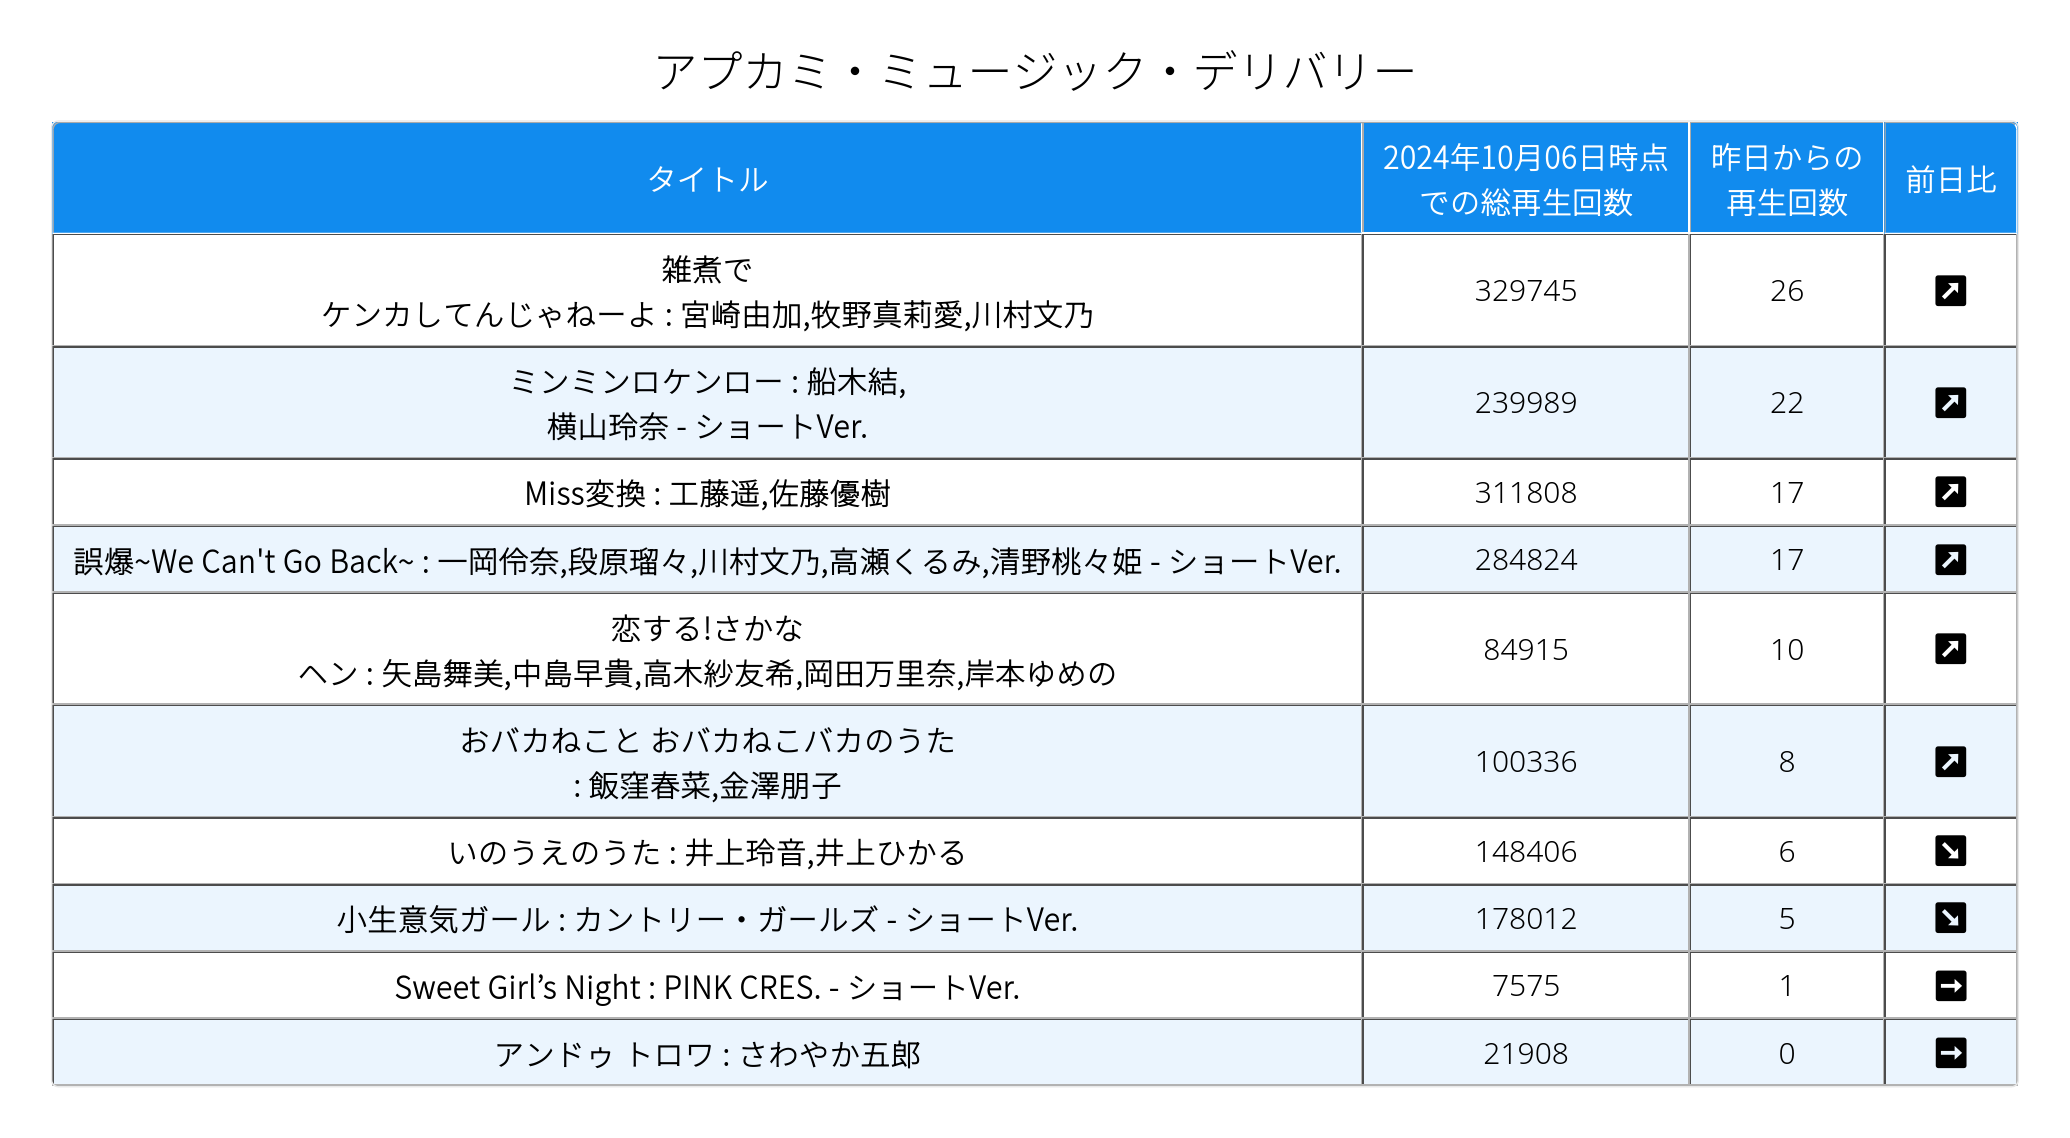 アプカミ・ミュージック・デリバリー
タイトル
2024年10月06日時点
での総再生回数
昨日からの
再生回数
前日比
雑煮で
ケンカしてんじゃねーよ : 宮崎由加,牧野真莉愛,川村文乃
329745
26
ミンミンロケンロー : 船木結,
横山玲奈 - ショートVer.
239989
22
Miss変換 : 工藤遥,佐藤優樹
311808
17
誤爆~We Can't Go Back~ : 一岡伶奈,段原瑠々,川村文乃,高瀬くるみ,清野桃々姫 - ショートVer.
284824
17
恋する!さかな
ヘン : 矢島舞美,中島早貴,高木紗友希,岡田万里奈,岸本ゆめの
84915
10
おバカねこと おバカねこバカのうた
: 飯窪春菜,金澤朋子
100336
8
いのうえのうた : 井上玲音,井上ひかる
148406
6
小生意気ガール : カントリー・ガールズ - ショートVer.
178012
5
Sweet Girl’s Night : PINK CRES. - ショートVer.
7575
1
アンドゥ トロワ : さわやか五郎
21908
0